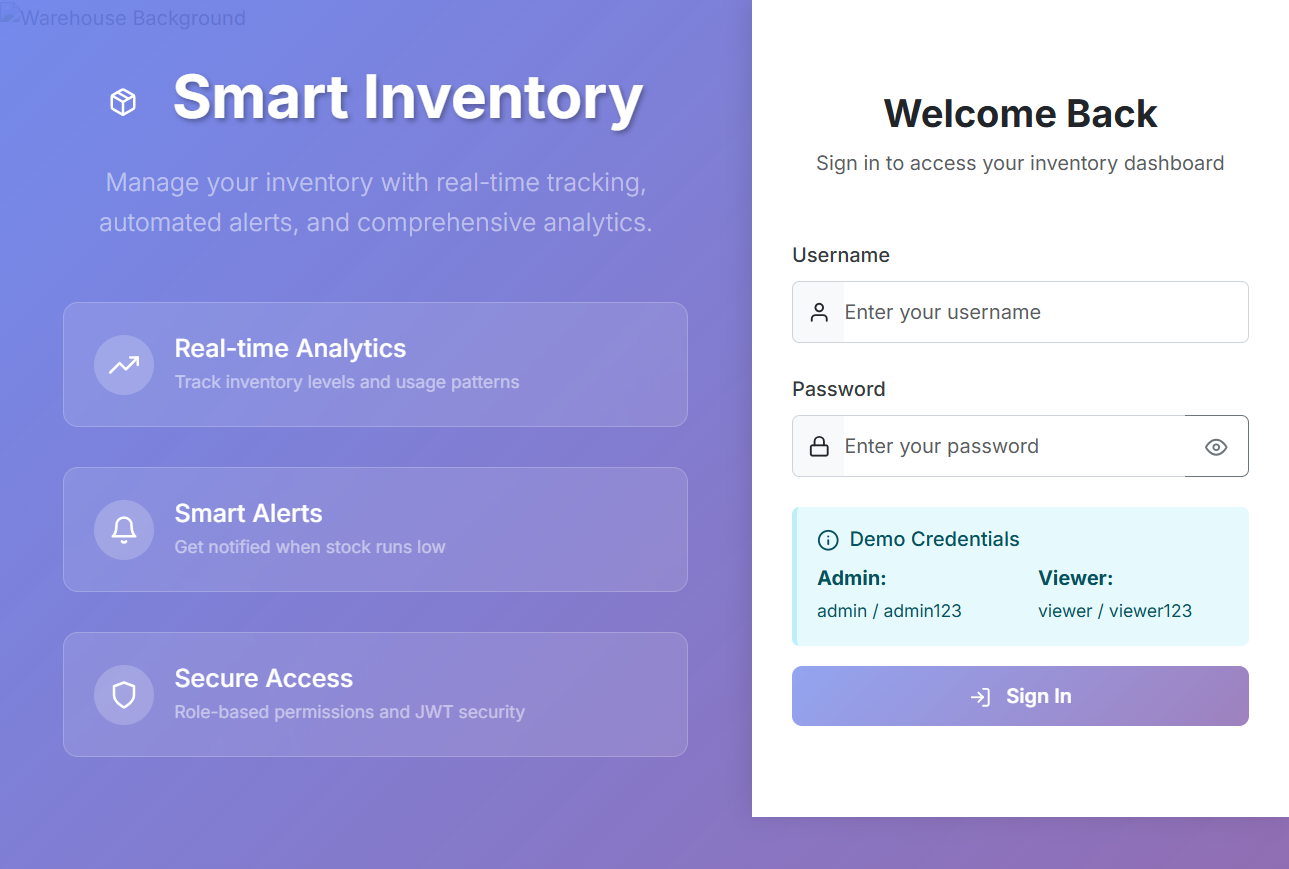 Warehouse Background
Smart Inventory
Manage your inventory with real-time tracking,
automated alerts, and comprehensive analytics.
Real-time Analytics
Track inventory levels and usage patterns
Smart Alerts
Get notified when stock runs low
Secure Access
Role-based permissions and JWT security
Welcome Back
Sign in to access your inventory dashboard
Username
Enter your username
Password
Enter your password
Demo Credentials
Admin:
admin / admin123
Viewer:
viewer / viewer123
Sign In